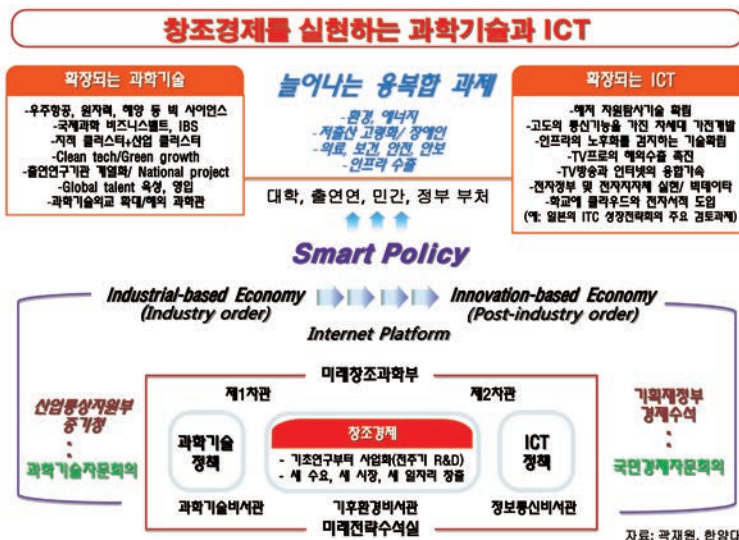 창조경제를 실현하는 과학기술과 ICT
확장되는 과학기술
-우주항공, 원자력, 해양 등 빅 사이언스
-국제과학 비즈니스벨트, IBS
-지적 클러스터+산업 클러스터
-Clean tech/Green growth
-출연연구기관 계열화/ National project
-Global talent 육성, 영입
-과학기술외교 확대/해외 과학관
늘어나는 융복합 과제
-환경, 에너지
-저출산 고령화/ 장애인
-의료, 보건, 안전, 안보
-인프라 수출
대학, 출연연, 민간, 정부 부처
확장되는 ICT
-해저 자원탐사기술 확립
-고도의 통신기능을 가진 차세대 가전개발
-인프라의 노후화를 검지하는 기술확립
-TV프로의 해외수출 촉진
-TV방송과 인터넷의 융합가속
-전자정부 및 전자지자체 실현/ 빅데이타
-학교에 클라우드와 전자서적 도입
(예: 일본의 ITC 성장전략회의 주요 검토과제)
Smart Policy
Industrial-based Economy
(Industry order)
Innovation-based Economy
(Post-industry order)
Internet Platform
산업통상자원부
중기청
:
과학기술자문회의
미래창조과학부
제1차관
제2차관
과학기술
정책
창조경제
- 기초연구부터 사업화(전주기 R&D)
- 새 수요, 새 시장, 새 일자리 창출
ICT
정책
과학기술비서관
기후환경비서관
정보통신비서관
미래전략수석실
기획재정부
경제수석
:
국민경제자문회의
자료: 곽재원, 한양대